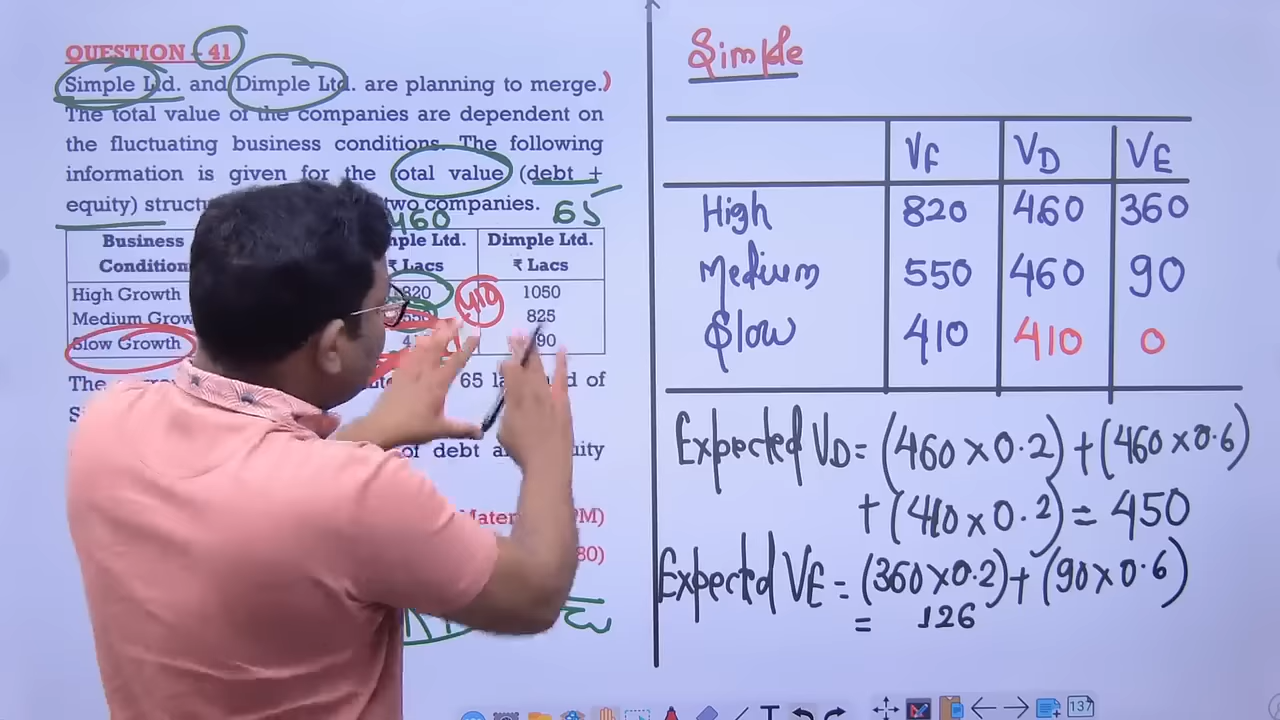 QUESTION - 41
Simple Ltd. and Dimple Ltd. are planning to merge.)
The total value of the companies are dependent on
the fluctuating business conditions. The following
information is given for the total value (debt +
equity) two companies.
460 65
Business Dimple Ltd.
Condition ₹ Lacs ₹ Lacs
High Growth 820 410 1050
Medium 550 825
Slow Growth
The 65 of
of debt
Simple
VF VD VE
High 820 460 360
Medium 550 460 90
Slow 410 410 0
Expected VD = (460 × 0.2) + (460 × 0.6)
+ (410 × 0.2) = 450
Expected VE = (360 × 0.2) + (90 × 0.6)
= 126
137